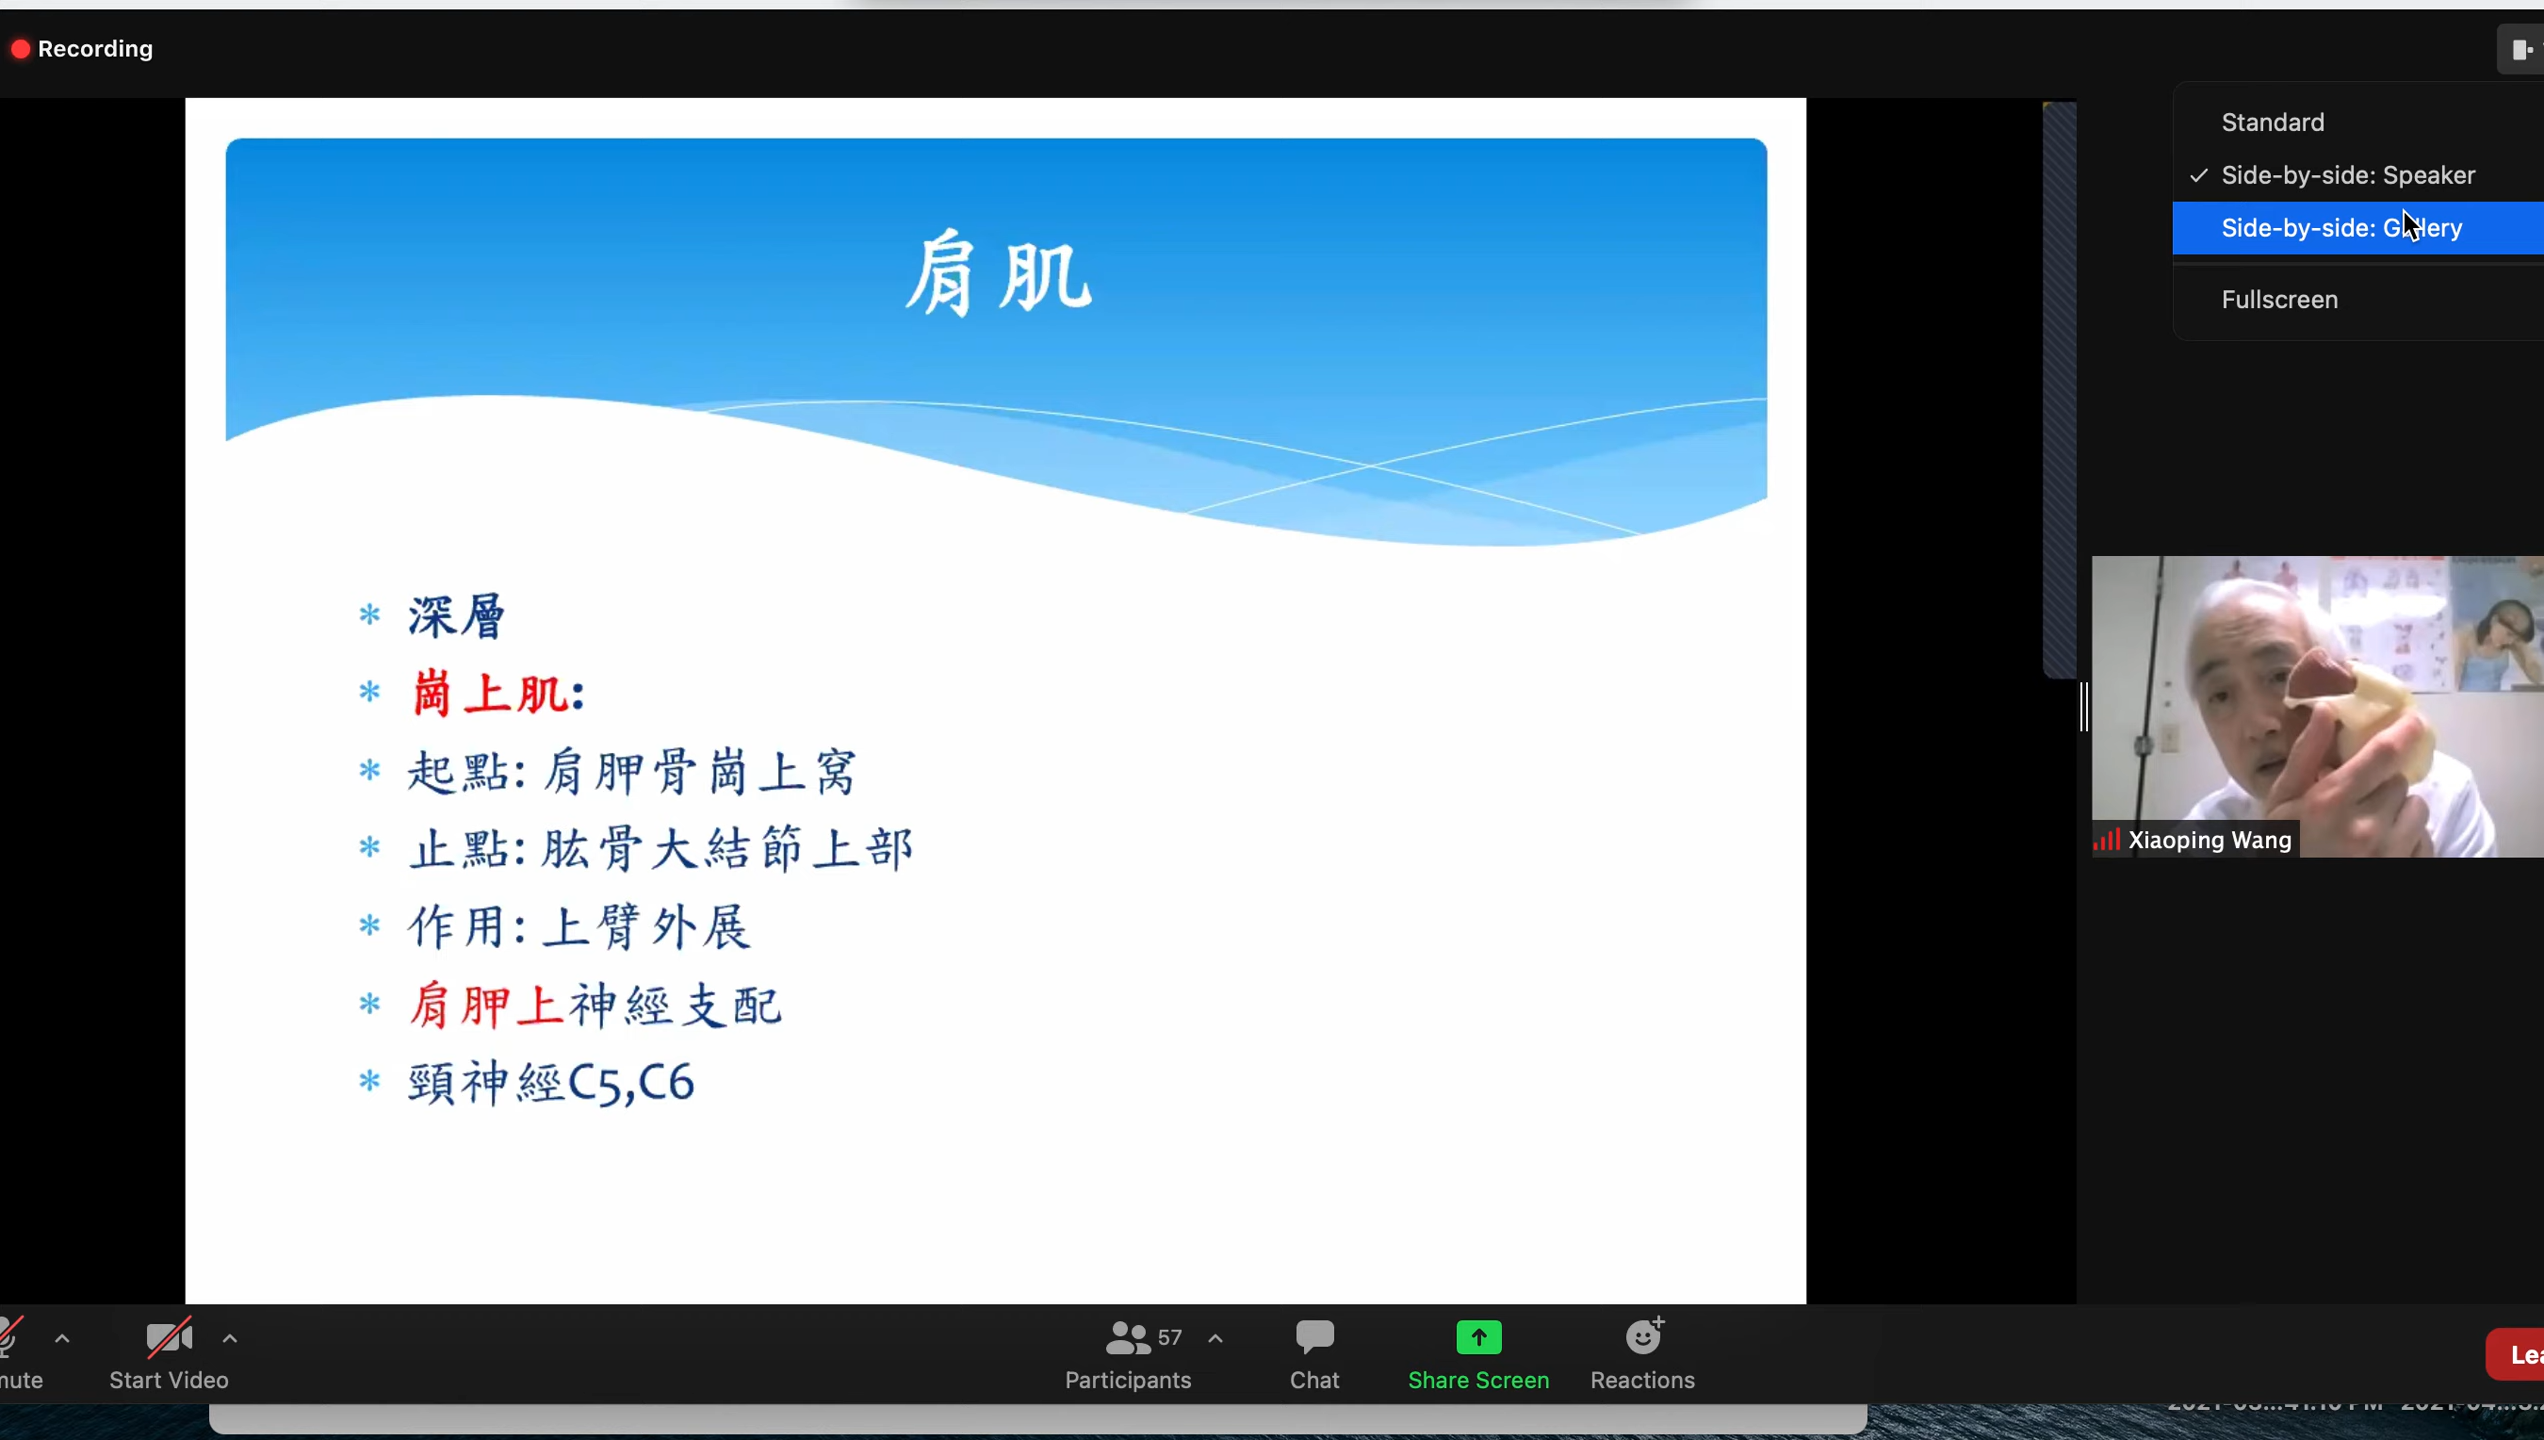 Recording
Standard
Side-by-side: Speaker
Side-by-side: Gallery
Fullscreen
肩肌
* 深層
* 崗上肌:
* 起點: 肩胛骨崗上窝
* 止點: 肱骨大結節上部
* 作用: 上臂外展
* 肩胛上神經支配
* 頸神經C5,C6
Xiaoping Wang
57
mute
Start Video
Participants
Chat
Share Screen
Reactions
Lea